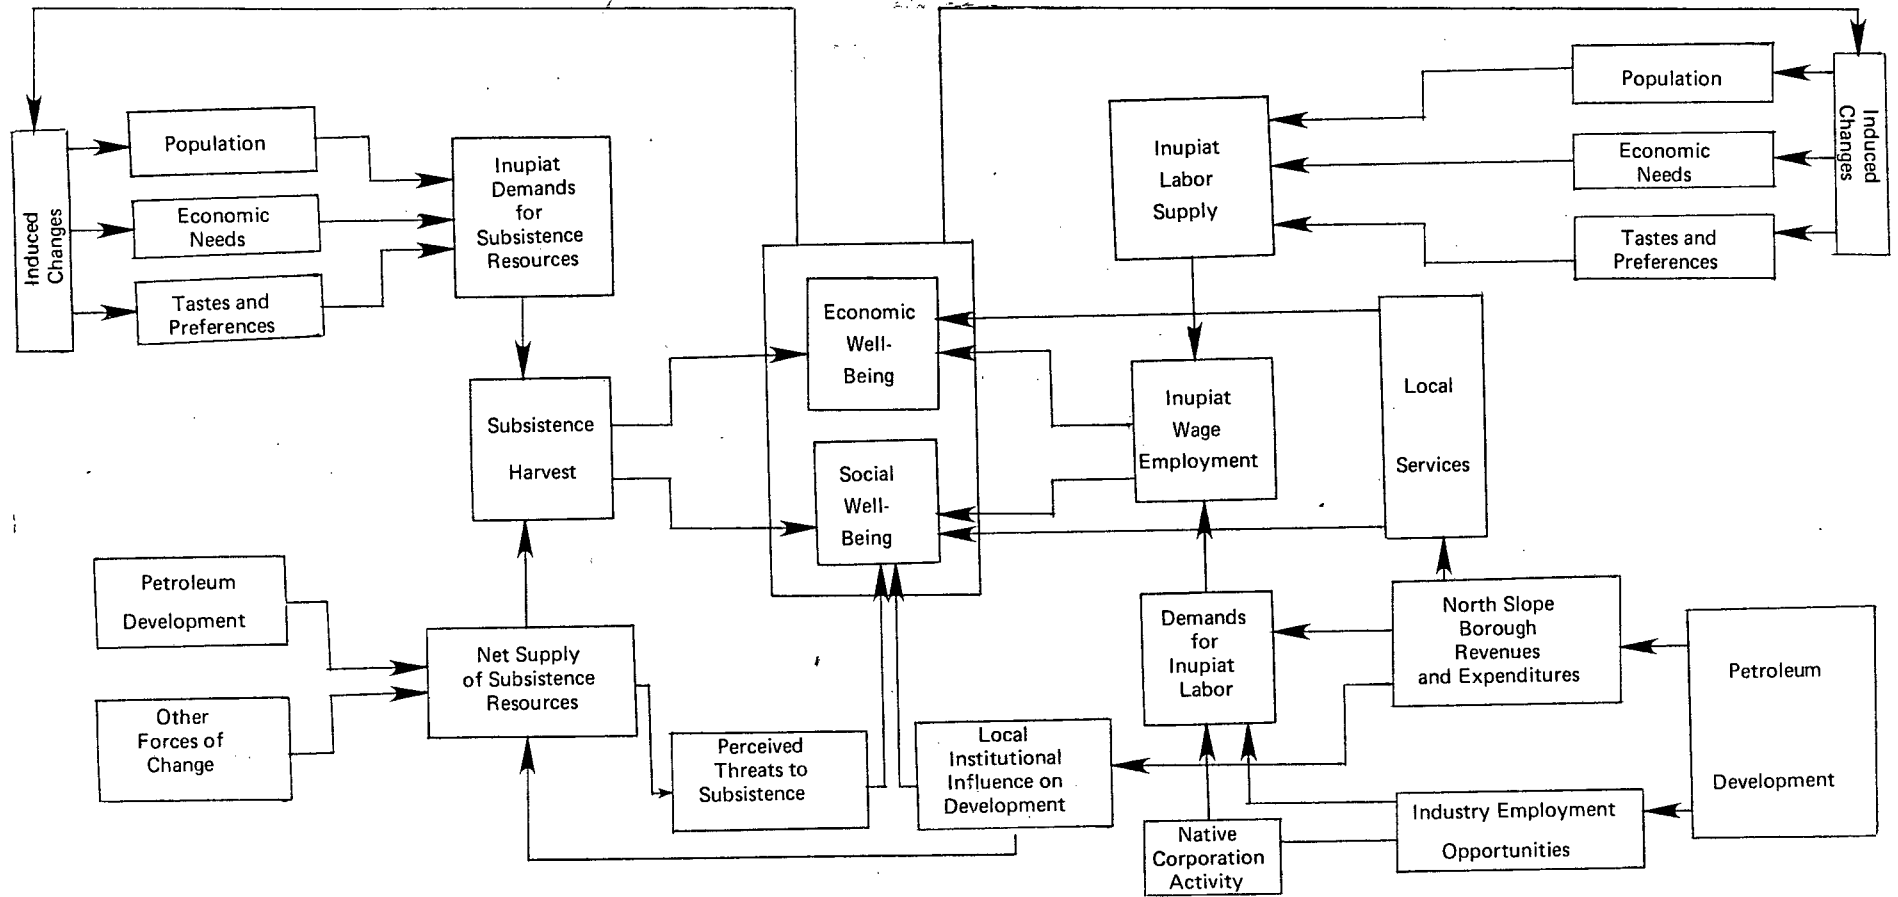 Induced
Changes
Population
Economic
Needs
Tastes and
Preferences
Inupiat
Demands
for
Subsistence
Resources
Subsistence
Harvest
Petroleum
Development
Other
Forces of
Change
Net Supply
of Subsistence
Resources
Perceived
Threats to
Subsistence
Economic
Well-
Being
Social
Well-
Being
Local
Institutional
Influence on
Development
Inupiat
Labor
Supply
Inupiat
Wage
Employment
Demands
for
Inupiat
Labor
Native
Corporation
Activity
Population
Economic
Needs
Tastes and
Preferences
Induced
Changes
Local
Services
North Slope
Borough
Revenues
and Expenditures
Industry Employment
Opportunities
Petroleum
Development